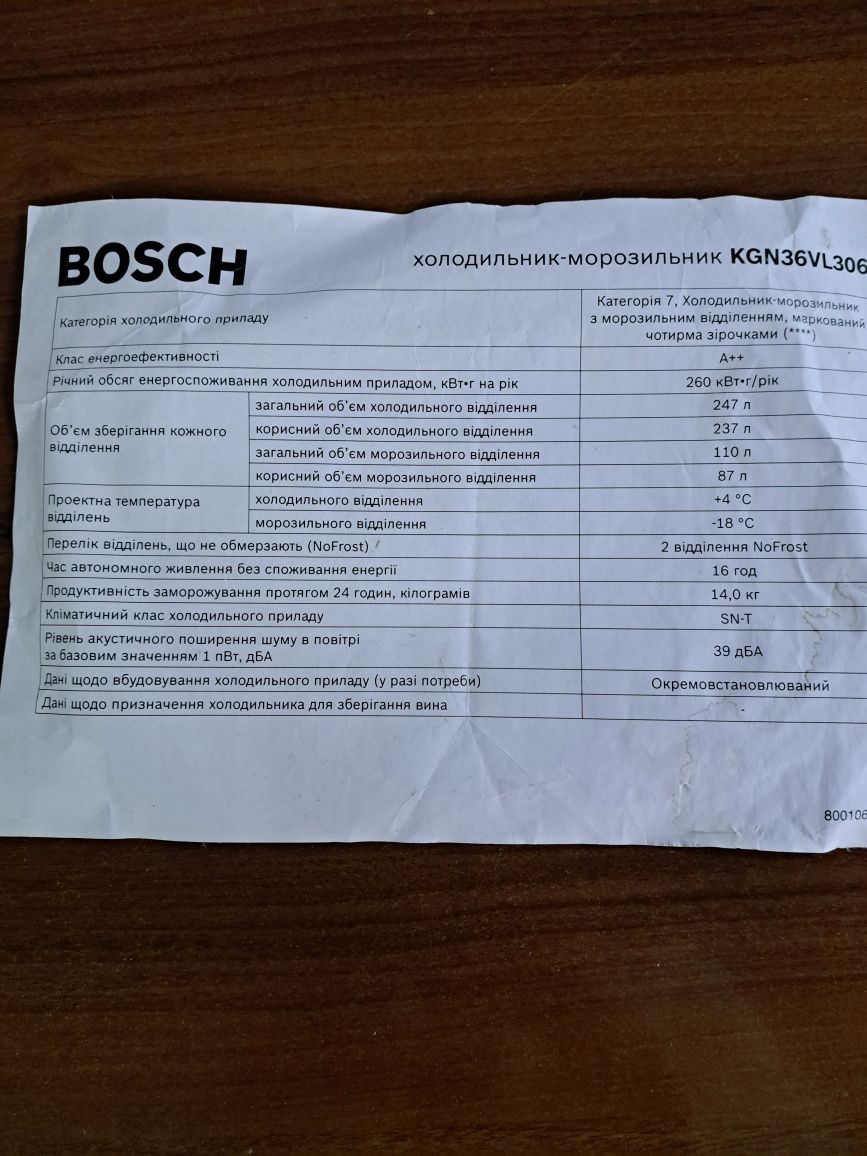 BOSCH
холодильник-морозильник KGN36VL306
Категорія холодильного приладу
Категорія 7, Холодильник-морозильник
з морозильним відділенням, маркований
чотирма зірочками (****)
Клас енергоефективності
A++
Річний обсяг енергоспоживання холодильним приладом, кВт•г на рік
260 кВт•г/рік
Об'єм зберігання кожного
відділення
загальний об'єм холодильного відділення
247 л
корисний об'єм холодильного відділення
237 л
загальний об'єм морозильного відділення
110 л
корисний об'єм морозильного відділення
87 л
Проектна температура
відділень
холодильного відділення
+4 °C
морозильного відділення
-18 °C
Перелік відділень, що не обмерзають (NoFrost)
2 відділення NoFrost
Час автономного живлення без споживання енергії
16 год
Продуктивність заморожування протягом 24 годин, кілограмів
14,0 кг
Кліматичний клас холодильного приладу
SN-T
Рівень акустичного поширення шуму в повітрі
за базовим значенням 1 пВт, дБА
39 дБА
Дані щодо вбудовування холодильного приладу (у разі потреби)
Окремовстановлюваний
Дані щодо призначення холодильника для зберігання вина
-
800106